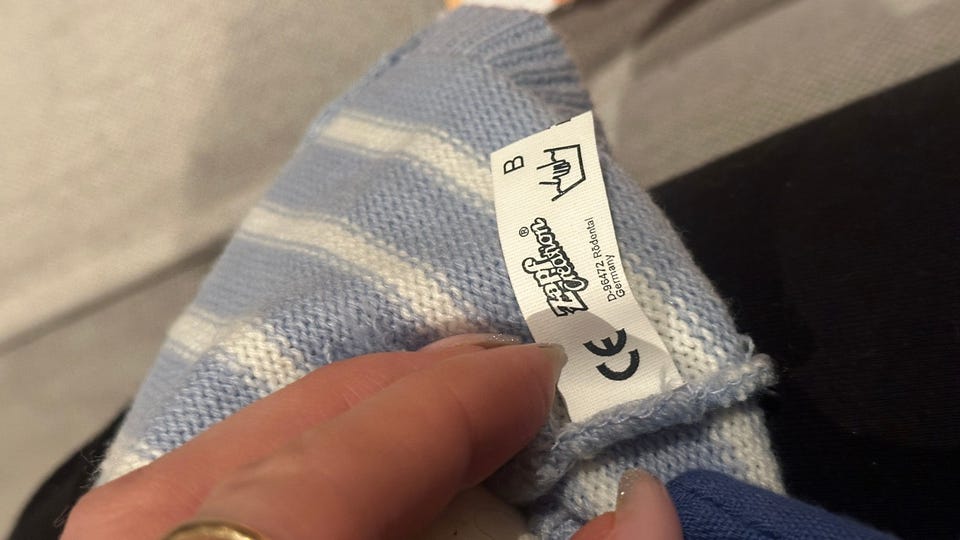 B
Zapf
Creation®
D-96472 Rödental
Germany
CE